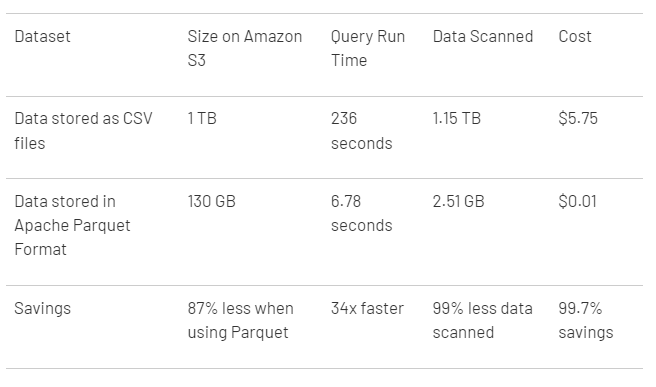 Dataset Size on Amazon S3 Query Run Time Data Scanned Cost
Data stored as CSV files 1 TB 236 seconds 1.15 TB $5.75
Data stored in Apache Parquet Format 130 GB 6.78 seconds 2.51 GB $0.01
Savings 87% less when using Parquet 34x faster 99% less data scanned 99.7% savings